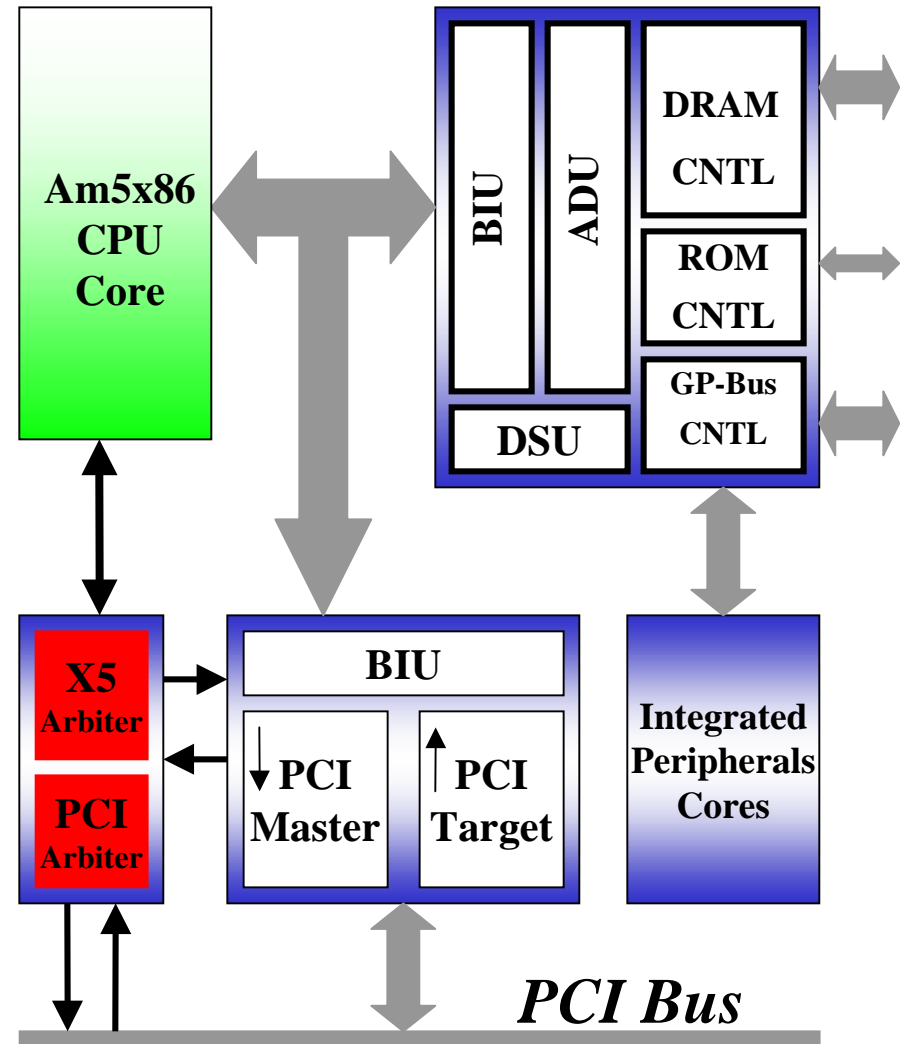 Am5x86
CPU
Core
BIU
ADU
DRAM
CNTL
ROM
CNTL
GP-Bus
CNTL
DSU
X5
Arbiter
PCI
Arbiter
BIU
PCI
Master
PCI
Target
Integrated
Peripherals
Cores
PCI Bus